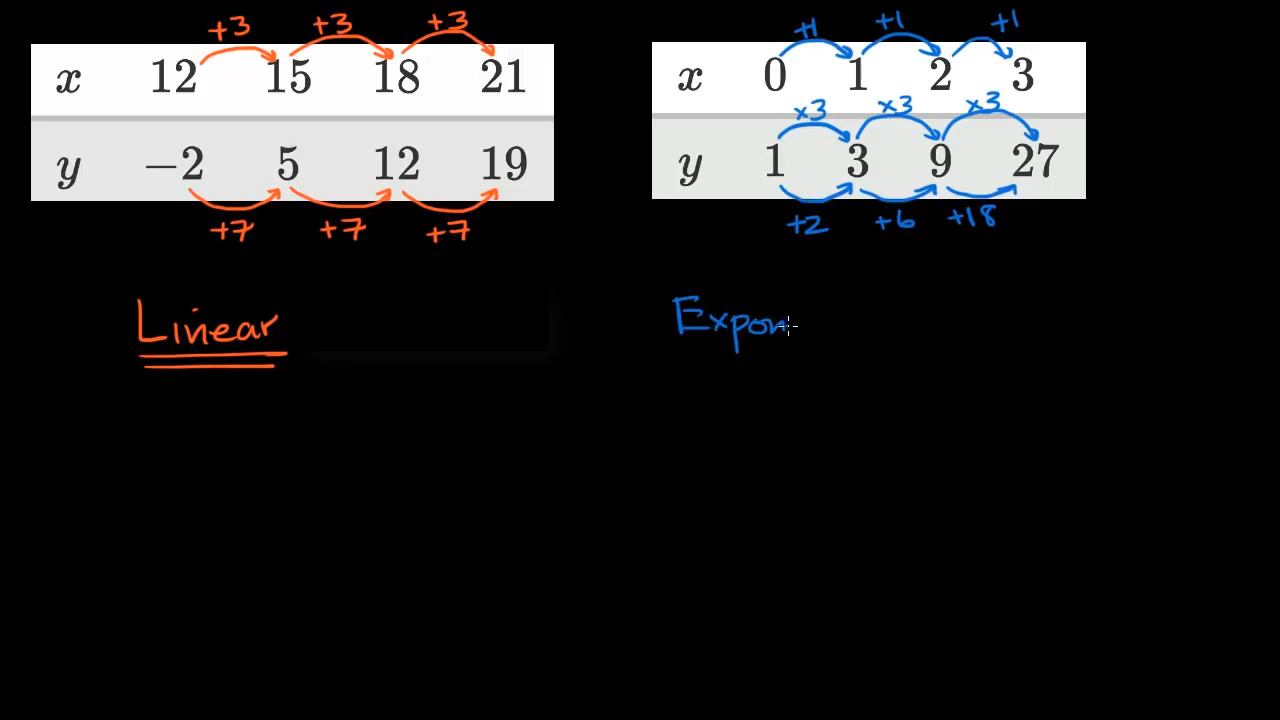 +3 +3 +3
x 12 15 18 21
y −2 5 12 19
+7 +7 +7
Linear
+1 +1 +1
x 0 1 2 3
×3 ×3 ×3
y 1 3 9 27
+2 +6 +18
Expon